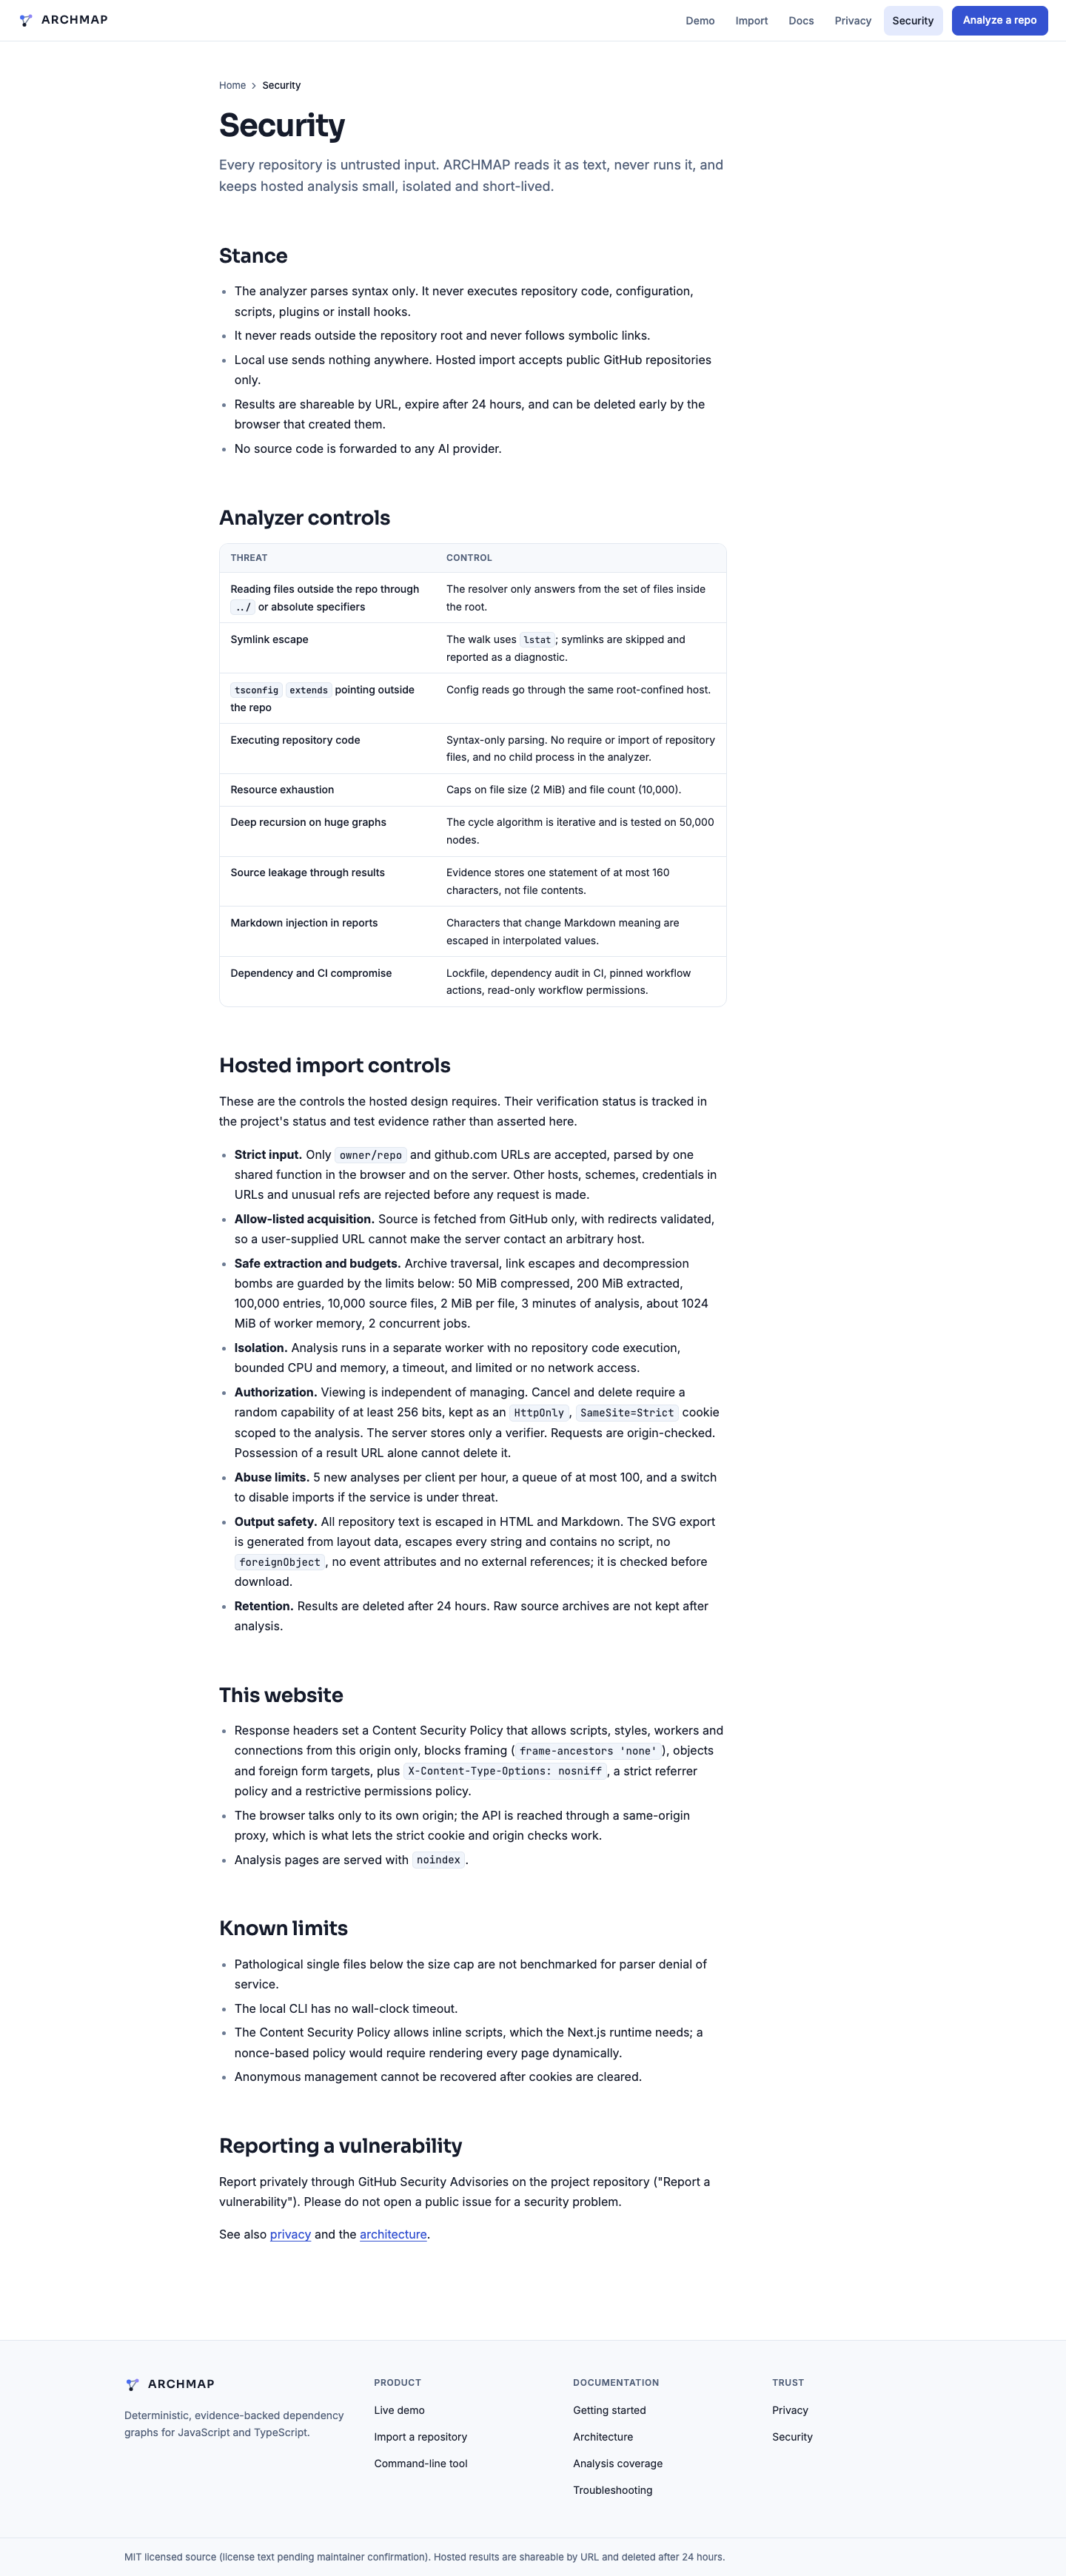 ARCHMAP
Demo Import Docs Privacy Security Analyze a repo
Home > Security
Security
Every repository is untrusted input. ARCHMAP reads it as text, never runs it, and
keeps hosted analysis small, isolated and short-lived.
Stance
The analyzer parses syntax only. It never executes repository code, configuration,
scripts, plugins or install hooks.
It never reads outside the repository root and never follows symbolic links.
Local use sends nothing anywhere. Hosted import accepts public GitHub repositories
only.
Results are shareable by URL, expire after 24 hours, and can be deleted early by the
browser that created them.
No source code is forwarded to any AI provider.
Analyzer controls
THREAT CONTROL
Reading files outside the repo through
../ or absolute specifiers
The resolver only answers from the set of files inside
the root.
Symlink escape
The walk uses lstat; symlinks are skipped and
reported as a diagnostic.
tsconfig extends pointing outside
the repo
Config reads go through the same root-confined host.
Executing repository code
Syntax-only parsing. No require or import of repository
files, and no child process in the analyzer.
Resource exhaustion
Caps on file size (2 MiB) and file count (10,000).
Deep recursion on huge graphs
The cycle algorithm is iterative and is tested on 50,000
nodes.
Source leakage through results
Evidence stores one statement of at most 160
characters, not file contents.
Markdown injection in reports
Characters that change Markdown meaning are
escaped in interpolated values.
Dependency and CI compromise
Lockfile, dependency audit in CI, pinned workflow
actions, read-only workflow permissions.
Hosted import controls
These are the controls the hosted design requires. Their verification status is tracked in
the project's status and test evidence rather than asserted here.
Strict input. Only owner/repo and github.com URLs are accepted, parsed by one
shared function in the browser and on the server. Other hosts, schemes, credentials in
URLs and unusual refs are rejected before any request is made.
Allow-listed acquisition. Source is fetched from GitHub only, with redirects validated,
so a user-supplied URL cannot make the server contact an arbitrary host.
Safe extraction and budgets. Archive traversal, link escapes and decompression
bombs are guarded by the limits below: 50 MiB compressed, 200 MiB extracted,
100,000 entries, 10,000 source files, 2 MiB per file, 3 minutes of analysis, about 1024
MiB of worker memory, 2 concurrent jobs.
Isolation. Analysis runs in a separate worker with no repository code execution,
bounded CPU and memory, a timeout, and limited or no network access.
Authorization. Viewing is independent of managing. Cancel and delete require a
random capability of at least 256 bits, kept as an HttpOnly, SameSite=Strict cookie
scoped to the analysis. The server stores only a verifier. Requests are origin-checked.
Possession of a result URL alone cannot delete it.
Abuse limits. 5 new analyses per client per hour, a queue of at most 100, and a switch
to disable imports if the service is under threat.
Output safety. All repository text is escaped in HTML and Markdown. The SVG export
is generated from layout data, escapes every string and contains no script, no
foreignObject, no event attributes and no external references; it is checked before
download.
Retention. Results are deleted after 24 hours. Raw source archives are not kept after
analysis.
This website
Response headers set a Content Security Policy that allows scripts, styles, workers and
connections from this origin only, blocks framing (frame-ancestors 'none'), objects
and foreign form targets, plus X-Content-Type-Options: nosniff, a strict referrer
policy and a restrictive permissions policy.
The browser talks only to its own origin; the API is reached through a same-origin
proxy, which is what lets the strict cookie and origin checks work.
Analysis pages are served with noindex.
Known limits
Pathological single files below the size cap are not benchmarked for parser denial of
service.
The local CLI has no wall-clock timeout.
The Content Security Policy allows inline scripts, which the Next.js runtime needs; a
nonce-based policy would require rendering every page dynamically.
Anonymous management cannot be recovered after cookies are cleared.
Reporting a vulnerability
Report privately through GitHub Security Advisories on the project repository ("Report a
vulnerability"). Please do not open a public issue for a security problem.
See also privacy and the architecture.
ARCHMAP
Deterministic, evidence-backed dependency
graphs for JavaScript and TypeScript.
PRODUCT
Live demo
Import a repository
Command-line tool
DOCUMENTATION
Getting started
Architecture
Analysis coverage
Troubleshooting
TRUST
Privacy
Security
MIT licensed source (license text pending maintainer confirmation). Hosted results are shareable by URL and deleted after 24 hours.